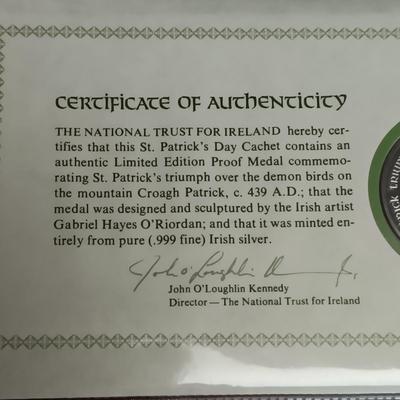 CERTIFICATE OF AUTHENTICITY
THE NATIONAL TRUST FOR IRELAND hereby cer-
tifies that this St. Patrick's Day Cachet contains an
authentic Limited Edition Proof Medal commemo-
rating St. Patrick's triumph over the demon birds on
the mountain Croagh Patrick, c. 439 A.D.; that the
medal was designed and sculptured by the Irish artist
Gabriel Hayes O'Riordan; and that it was minted en-
tirely from pure (.999 fine) Irish silver.
John O'Loughlin Kennedy
Director—The National Trust for Ireland